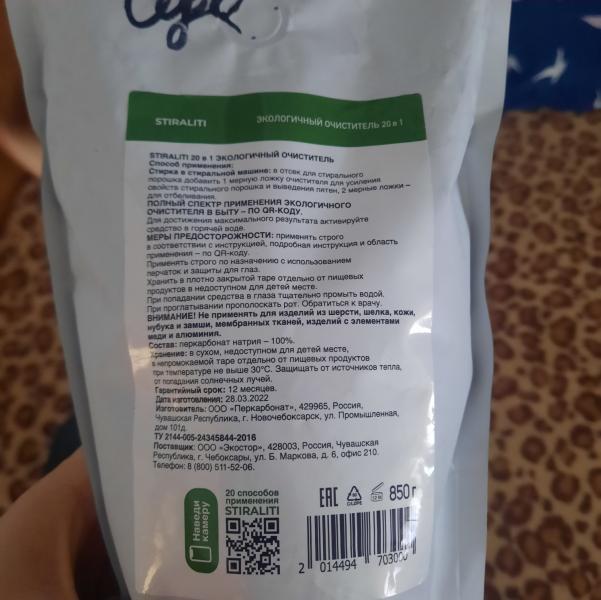 STIRALITI ЭКОЛОГИЧНЫЙ ОЧИСТИТЕЛЬ 20 в 1
STIRALITI 20 в 1 ЭКОЛОГИЧНЫЙ ОЧИСТИТЕЛЬ
Способ применения:
Стирка в стиральной машине: в отсек для стирального
порошка добавить 1 мерную ложку очистителя для усиления
свойств стирального порошка и выведения пятен, 2 мерные ложки –
для отбеливания.
ПОЛНЫЙ СПЕКТР ПРИМЕНЕНИЯ ЭКОЛОГИЧНОГО
ОЧИСТИТЕЛЯ В БЫТУ – ПО QR-КОДУ.
Для достижения максимального результата активируйте
средство в горячей воде.
МЕРЫ ПРЕДОСТОРОЖНОСТИ: применять строго
в соответствии с инструкцией, подробная инструкция и область
применения – по QR-коду.
Применять строго по назначению с использованием
перчаток и защиты для глаз.
Хранить в плотно закрытой таре отдельно от пищевых
продуктов в недоступном для детей месте.
При попадании средства в глаза тщательно промыть водой.
При проглатывании прополоскать рот. Обратиться к врачу.
ВНИМАНИЕ! Не применять для изделий из шерсти, шелка, кожи,
нубука и замши, мембранных тканей, изделий с элементами
меди и алюминия.
Состав: перкарбонат натрия – 100%.
Хранение: в сухом, недоступном для детей месте,
в непромокаемой таре отдельно от пищевых продуктов
при температуре не выше 30°С. Защищать от источников тепла,
от попадания солнечных лучей.
Гарантийный срок: 12 месяцев.
Дата изготовления: 28.03.2022
Изготовитель: ООО «Перкарбонат», 429965, Россия,
Чувашская Республика, г. Новочебоксарск, ул. Промышленная,
дом 101д.
ТУ 2144-005-24345844-2016
Поставщик: ООО «Экостор», 428003, Россия, Чувашская
Республика, г. Чебоксары, ул. Б. Маркова, д. 6, офис 210.
Телефон: 8 (800) 511-52-06.
Наведи
камеру
20 способов
применения
STIRALITI
EAC 850 г
2 014494